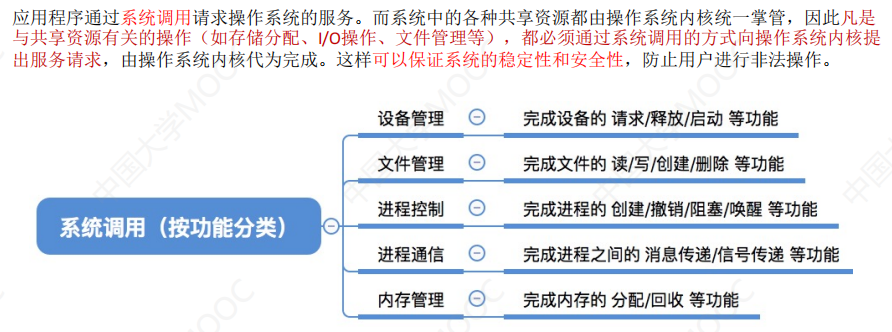 应用程序通过系统调用请求操作系统的服务。而系统中的各种共享资源都由操作系统内核统一掌管，因此凡是
与共享资源有关的操作（如存储分配、I/O操作、文件管理等），都必须通过系统调用的方式向操作系统内核提
出服务请求，由操作系统内核代为完成。这样可以保证系统的稳定性和安全性，防止用户进行非法操作。
系统调用（按功能分类）
设备管理 完成设备的 请求/释放/启动 等功能
文件管理 完成文件的 读/写/创建/删除 等功能
进程控制 完成进程的 创建/撤销/阻塞/唤醒 等功能
进程通信 完成进程之间的 消息传递/信号传递 等功能
内存管理 完成内存的 分配/回收 等功能
中国大学MOOC